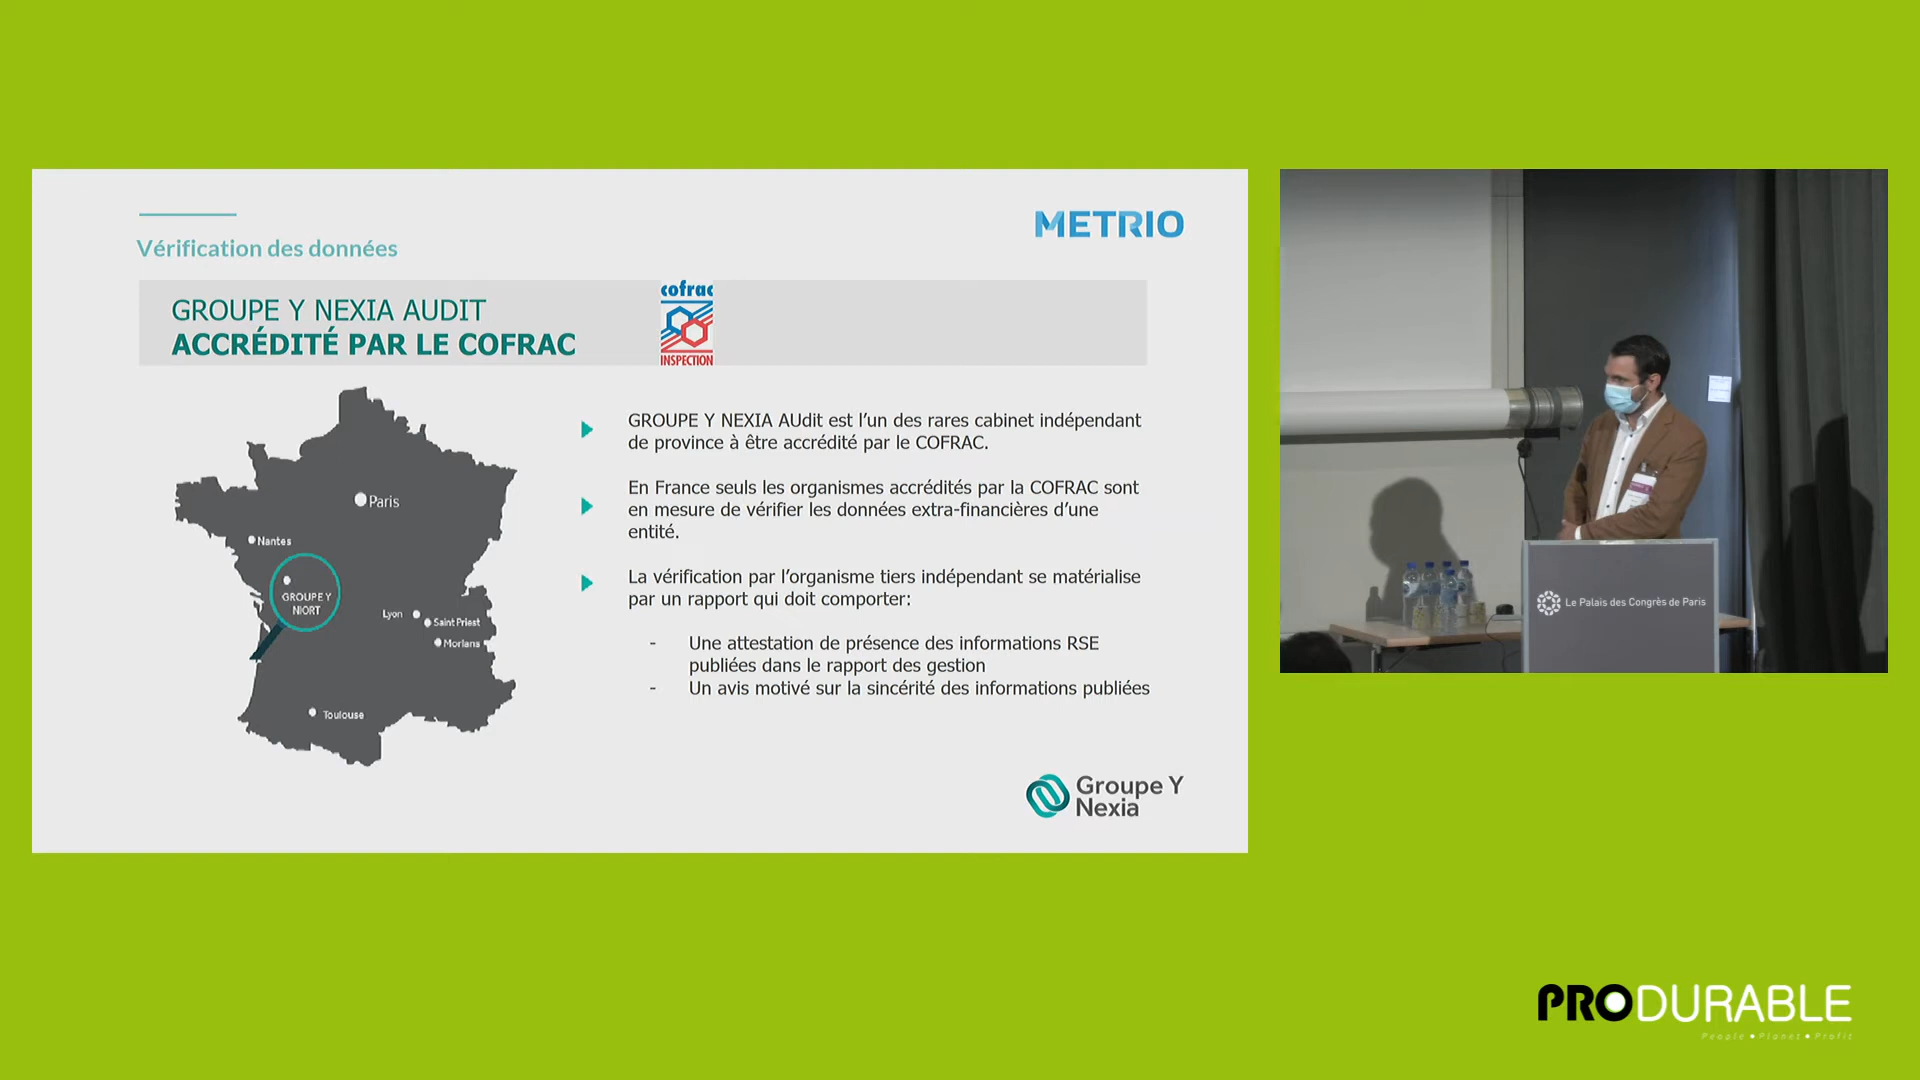 METRIO
Vérification des données
GROUPE Y NEXIA AUDIT
ACCRÉDITÉ PAR LE COFRAC
cofrac
INSPECTION
Paris
Nantes
GROUPE Y
NIORT
Lyon
Saint Priest
Morlans
Toulouse
GROUPE Y NEXIA AUdit est l’un des rares cabinet indépendant
de province à être accrédité par le COFRAC.
En France seuls les organismes accrédités par la COFRAC sont
en mesure de vérifier les données extra-financières d’une
entité.
La vérification par l’organisme tiers indépendant se matérialise
par un rapport qui doit comporter:
- Une attestation de présence des informations RSE
publiées dans le rapport des gestion
- Un avis motivé sur la sincérité des informations publiées
Groupe Y
Nexia
Le Palais des Congrès de Paris
PRODURABLE
People • Planet • Profit